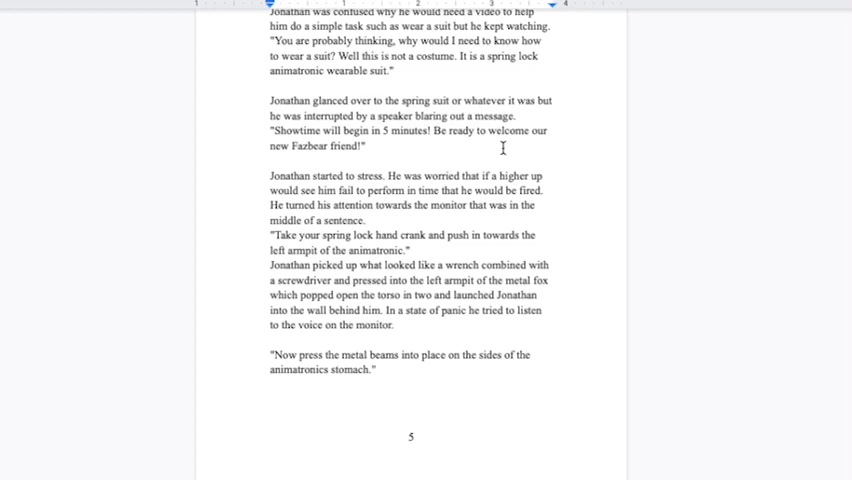 1 1 2 3 4
Jonathan was confused why he would need a video to help
him do a simple task such as wear a suit but he kept watching.
"You are probably thinking, why would I need to know how
to wear a suit? Well this is not a costume. It is a spring lock
animatronic wearable suit."
Jonathan glanced over to the spring suit or whatever it was but
he was interrupted by a speaker blaring out a message.
"Showtime will begin in 5 minutes! Be ready to welcome our
new Fazbear friend!"
Jonathan started to stress. He was worried that if a higher up
would see him fail to perform in time that he would be fired.
He turned his attention towards the monitor that was in the
middle of a sentence.
"Take your spring lock hand crank and push in towards the
left armpit of the animatronic."
Jonathan picked up what looked like a wrench combined with
a screwdriver and pressed into the left armpit of the metal fox
which popped open the torso in two and launched Jonathan
into the wall behind him. In a state of panic he tried to listen
to the voice on the monitor.
"Now press the metal beams into place on the sides of the
animatronics stomach."
5